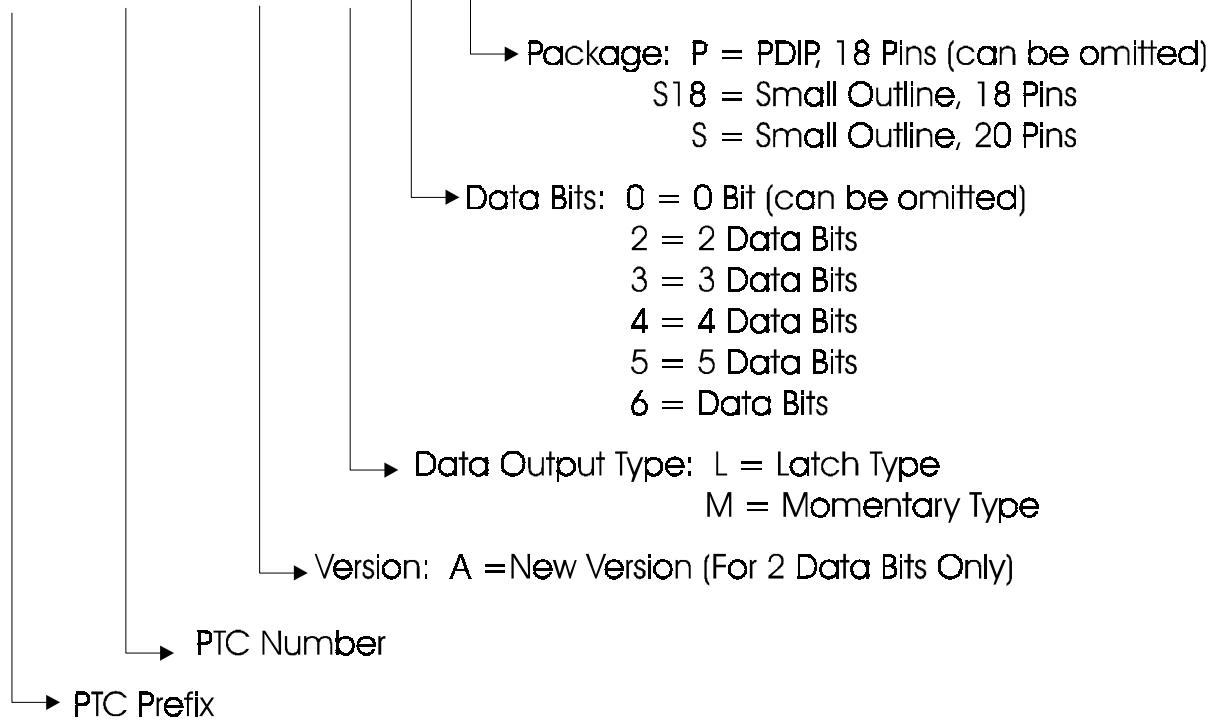 Package: P = PDIP, 18 Pins (can be omitted)
S18 = Small Outline, 18 Pins
S = Small Outline, 20 Pins
Data Bits: 0 = 0 Bit (can be omitted)
2 = 2 Data Bits
3 = 3 Data Bits
4 = 4 Data Bits
5 = 5 Data Bits
6 = Data Bits
Data Output Type: L = Latch Type
M = Momentary Type
Version: A =New Version (For 2 Data Bits Only)
PTC Number
PTC Prefix